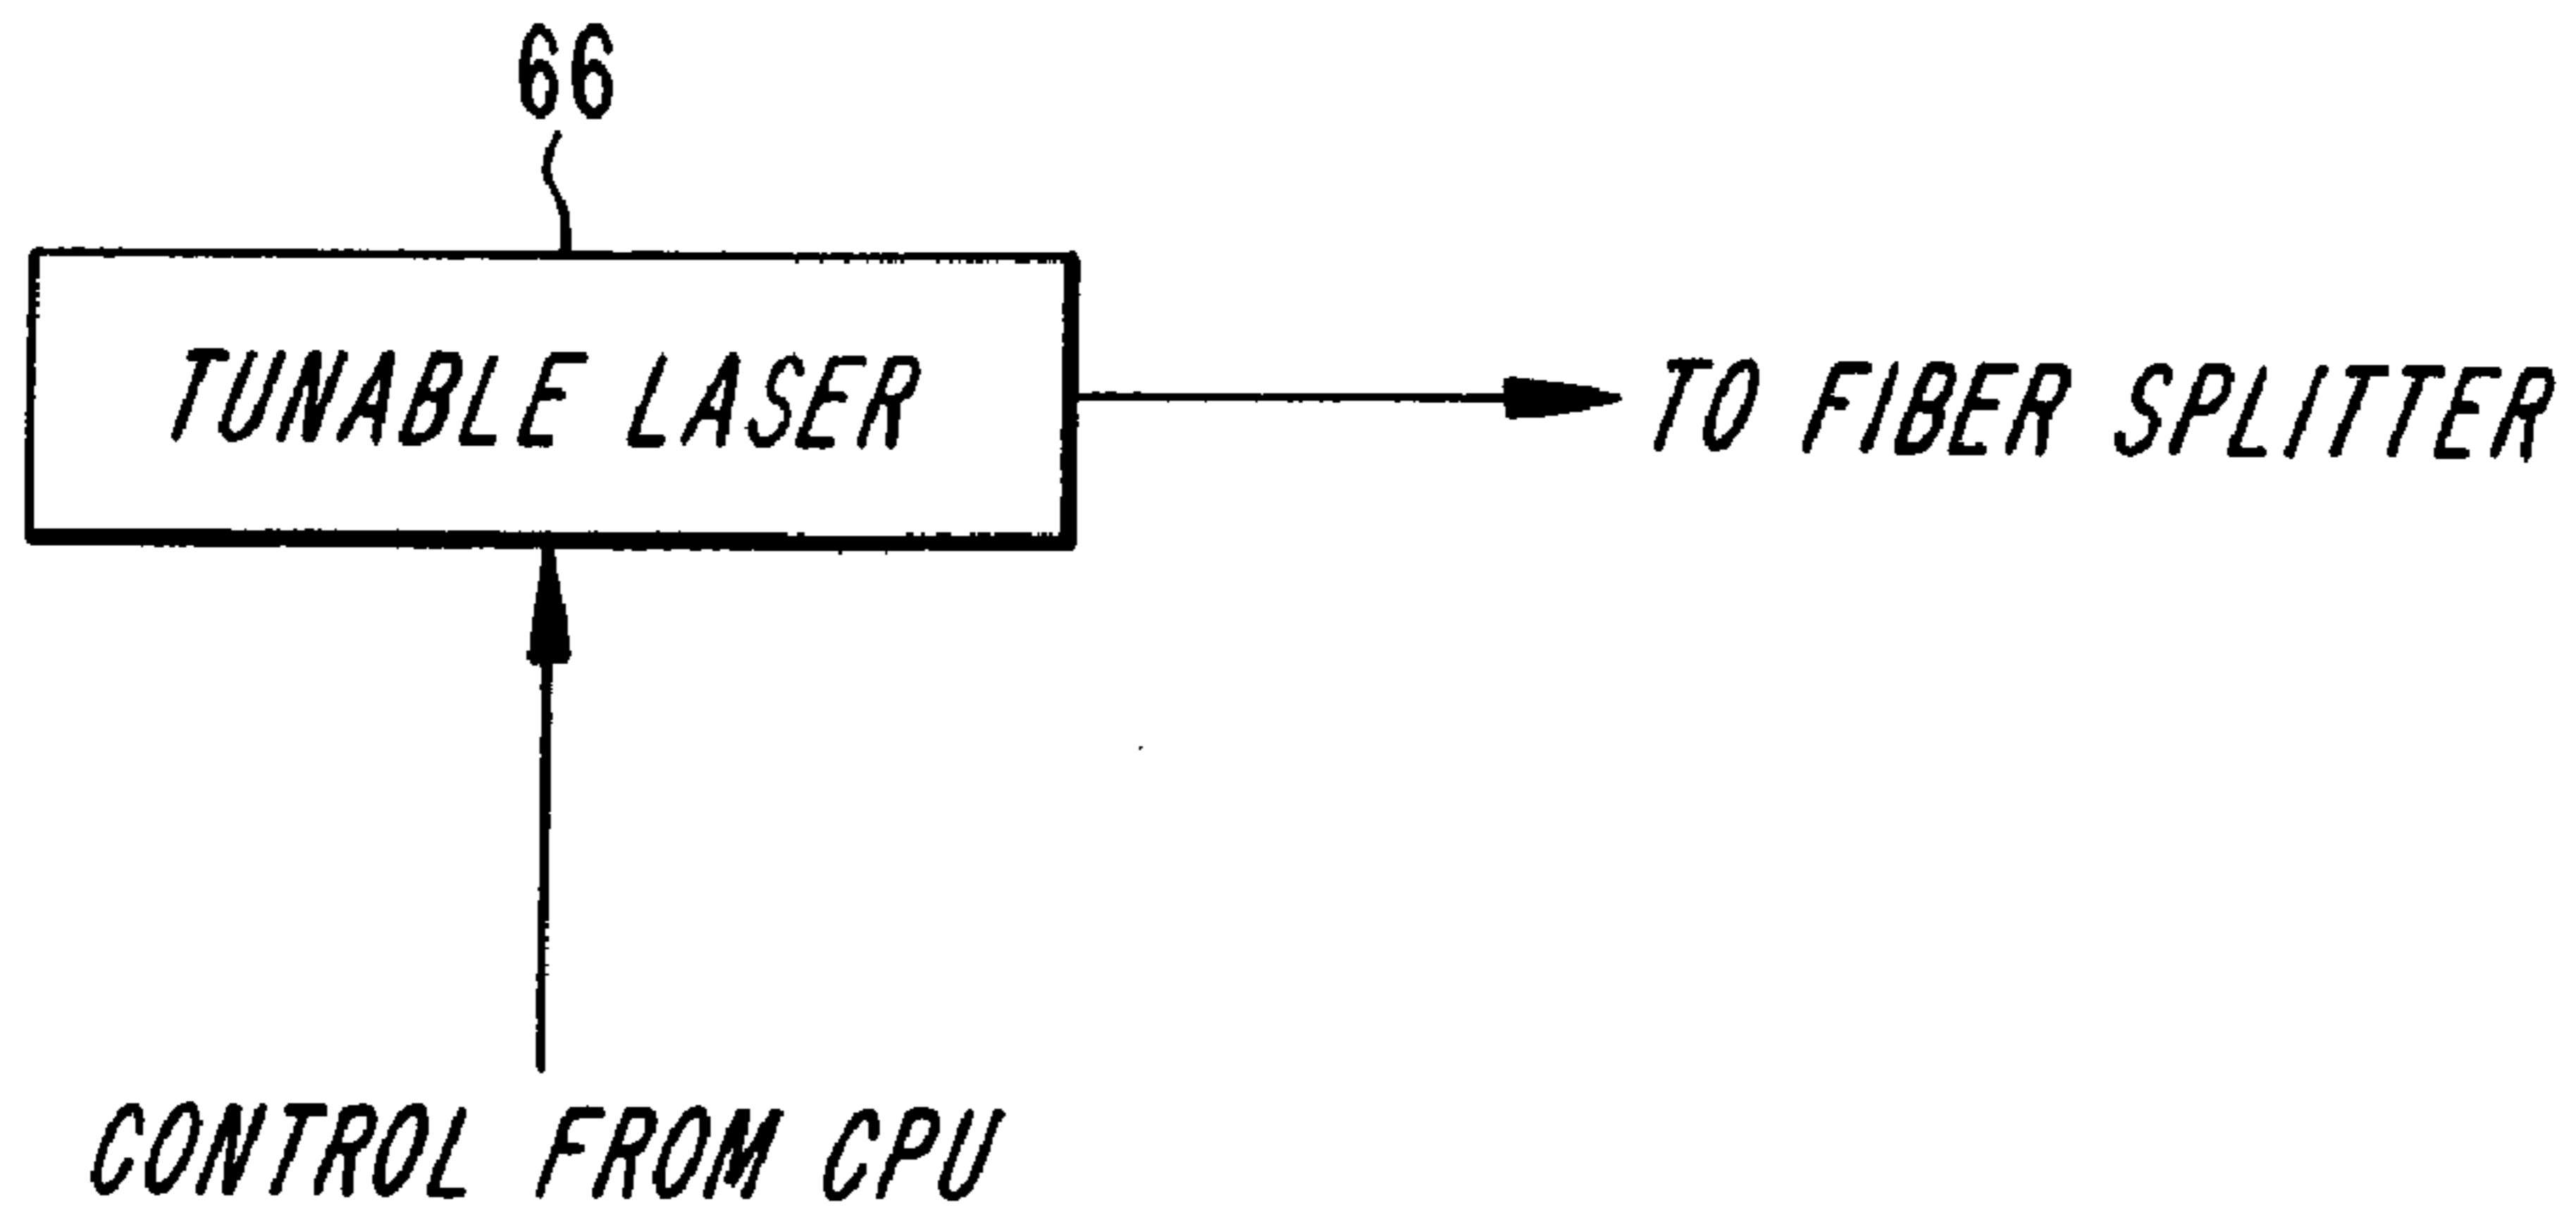 66
TUNABLE LASER
TO FIBER SPLITTER
CONTROL FROM CPU